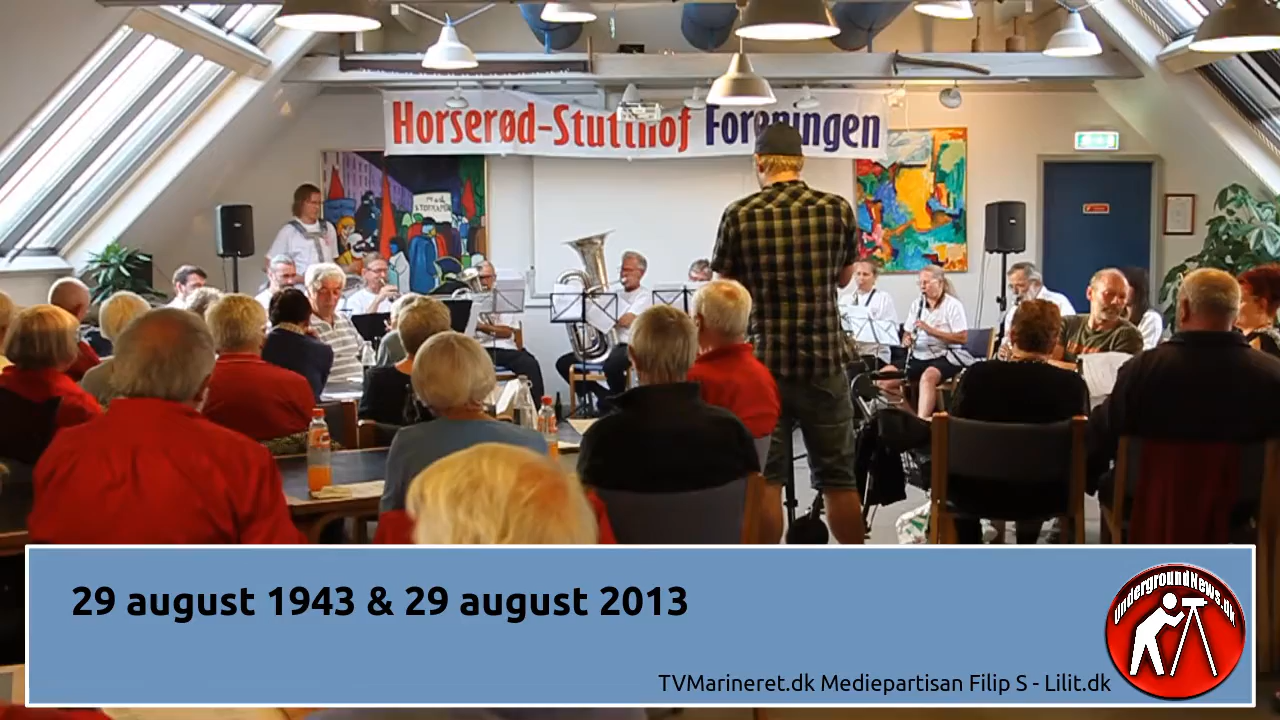 Horserød-Stutthof Foreningen
29 august 1943 & 29 august 2013
TVMarineret.dk Mediepartisan Filip S - Lilit.dk
UndergroundNews.dk